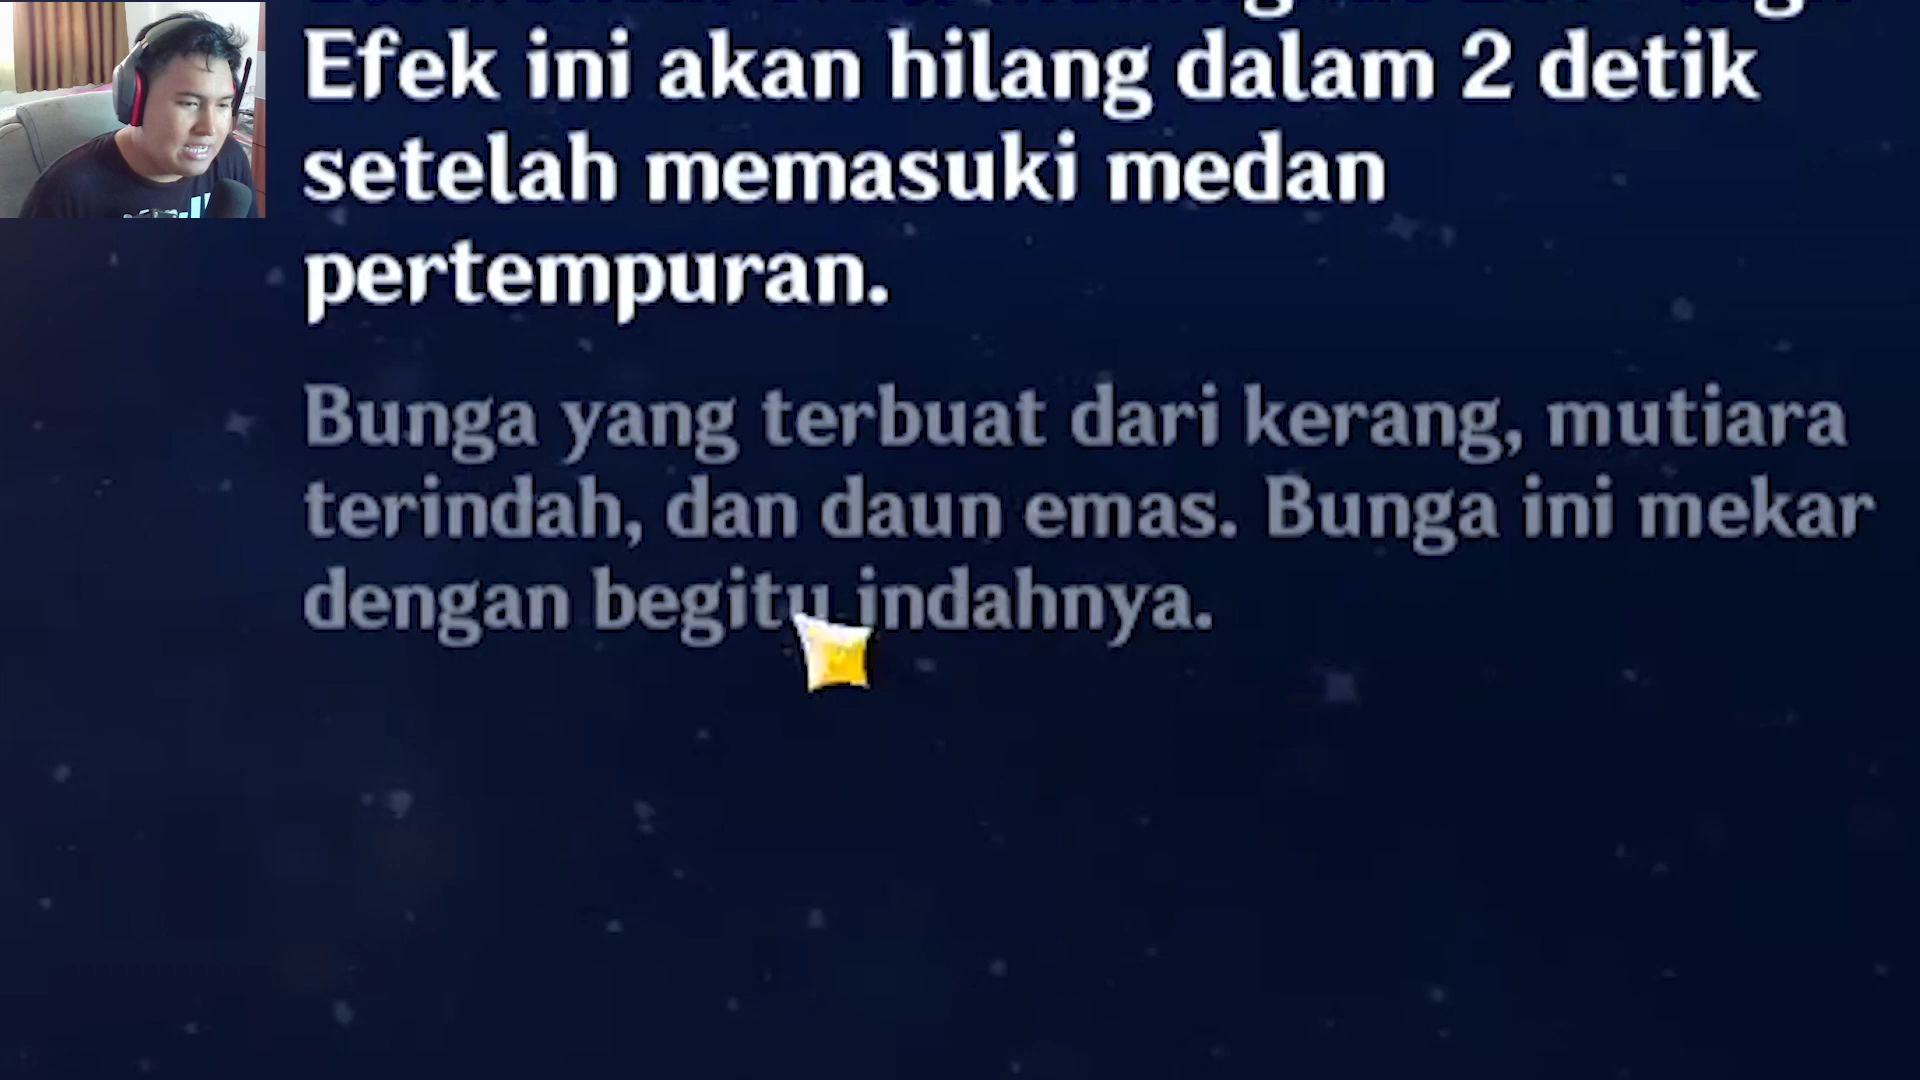 Efek ini akan hilang dalam 2 detik
setelah memasuki medan
pertempuran.
Bunga yang terbuat dari kerang, mutiara
terindah, dan daun emas. Bunga ini mekar
dengan begitu indahnya.